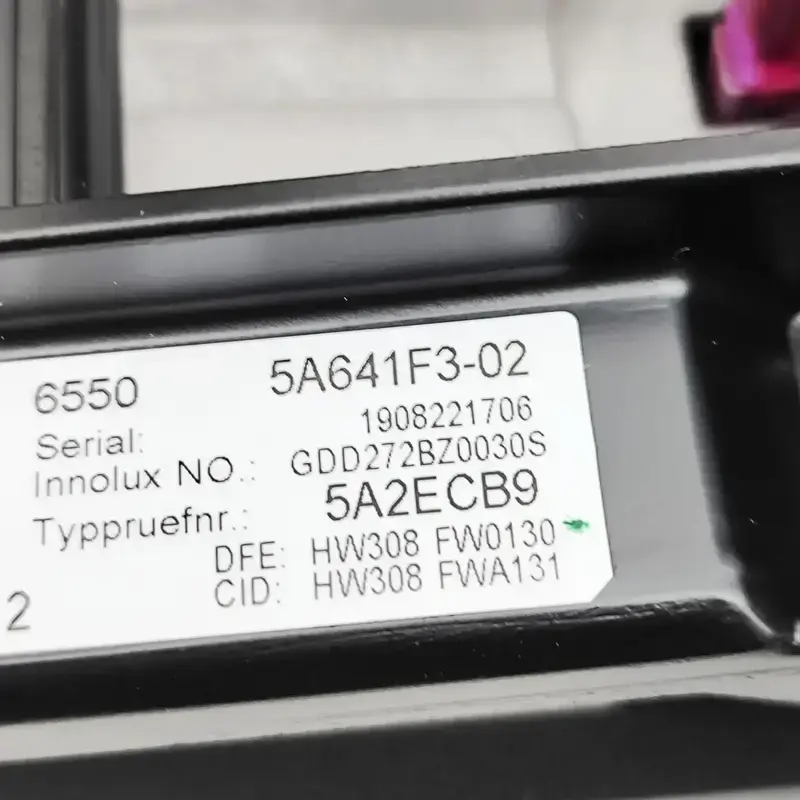 6550 5A641F3-02
Serial: 1908221706
Innolux NO.: GDD272BZ0030S
Typpruefnr.: 5A2ECB9
DFE: HW308 FW0130
CID: HW308 FWA131
2